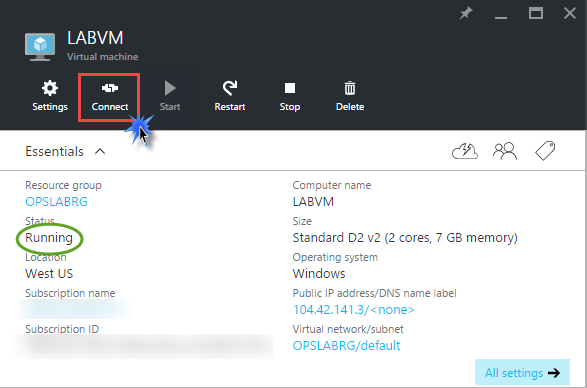 LABVM
Virtual machine
Settings
Connect
Start
Restart
Stop
Delete
Essentials
Resource group
OPSLABRG
Status
Running
Location
West US
Subscription name
Subscription ID
Computer name
LABVM
Size
Standard D2 v2 (2 cores, 7 GB memory)
Operating system
Windows
Public IP address/DNS name label
104.42.141.3/<none>
Virtual network/subnet
OPSLABRG/default
All settings